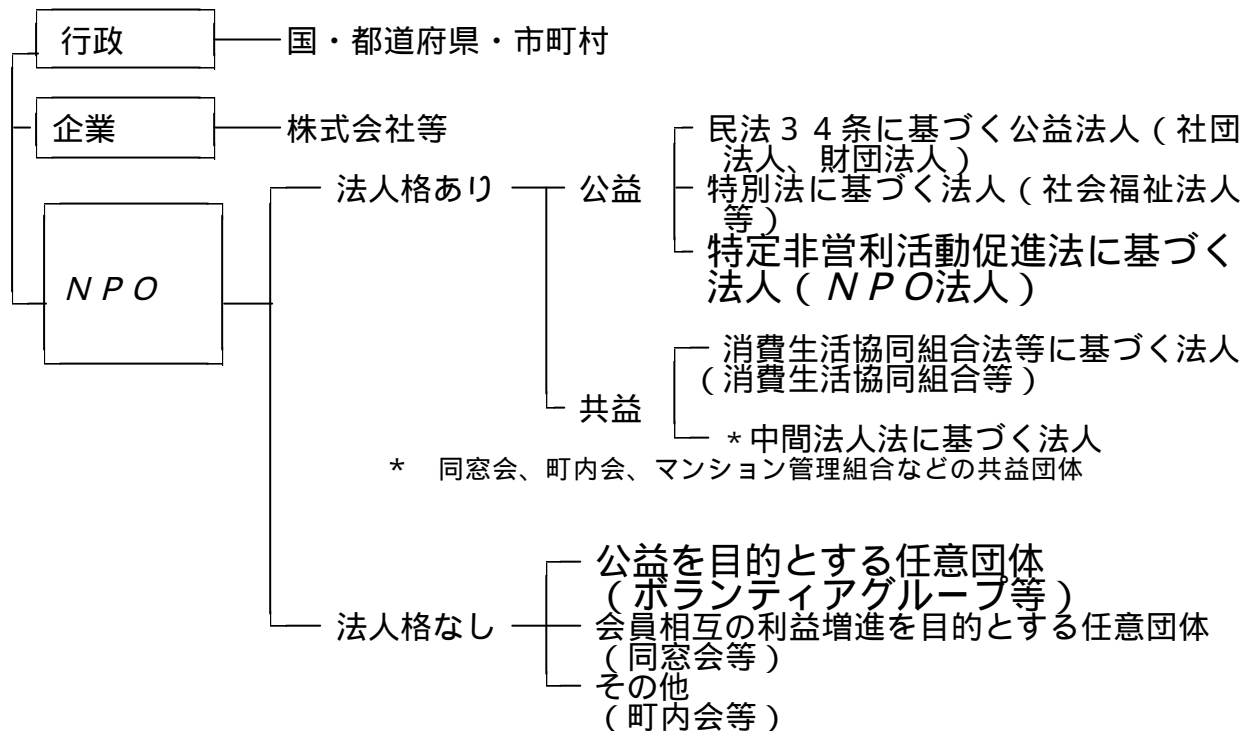 行政
国・都道府県・市町村
企業
株式会社等
NPO
法人格あり
公益
民法３４条に基づく公益法人（社団
法人、財団法人）
特別法に基づく法人（社会福祉法人
等）
特定非営利活動促進法に基づく
法人（NPO法人）
共益
消費生活協同組合法等に基づく法人
（消費生活協同組合等）
*中間法人法に基づく法人
*　同窓会、町内会、マンション管理組合などの共益団体
法人格なし
公益を目的とする任意団体
（ボランティアグループ等）
会員相互の利益増進を目的とする任意団体
（同窓会等）
その他
（町内会等）